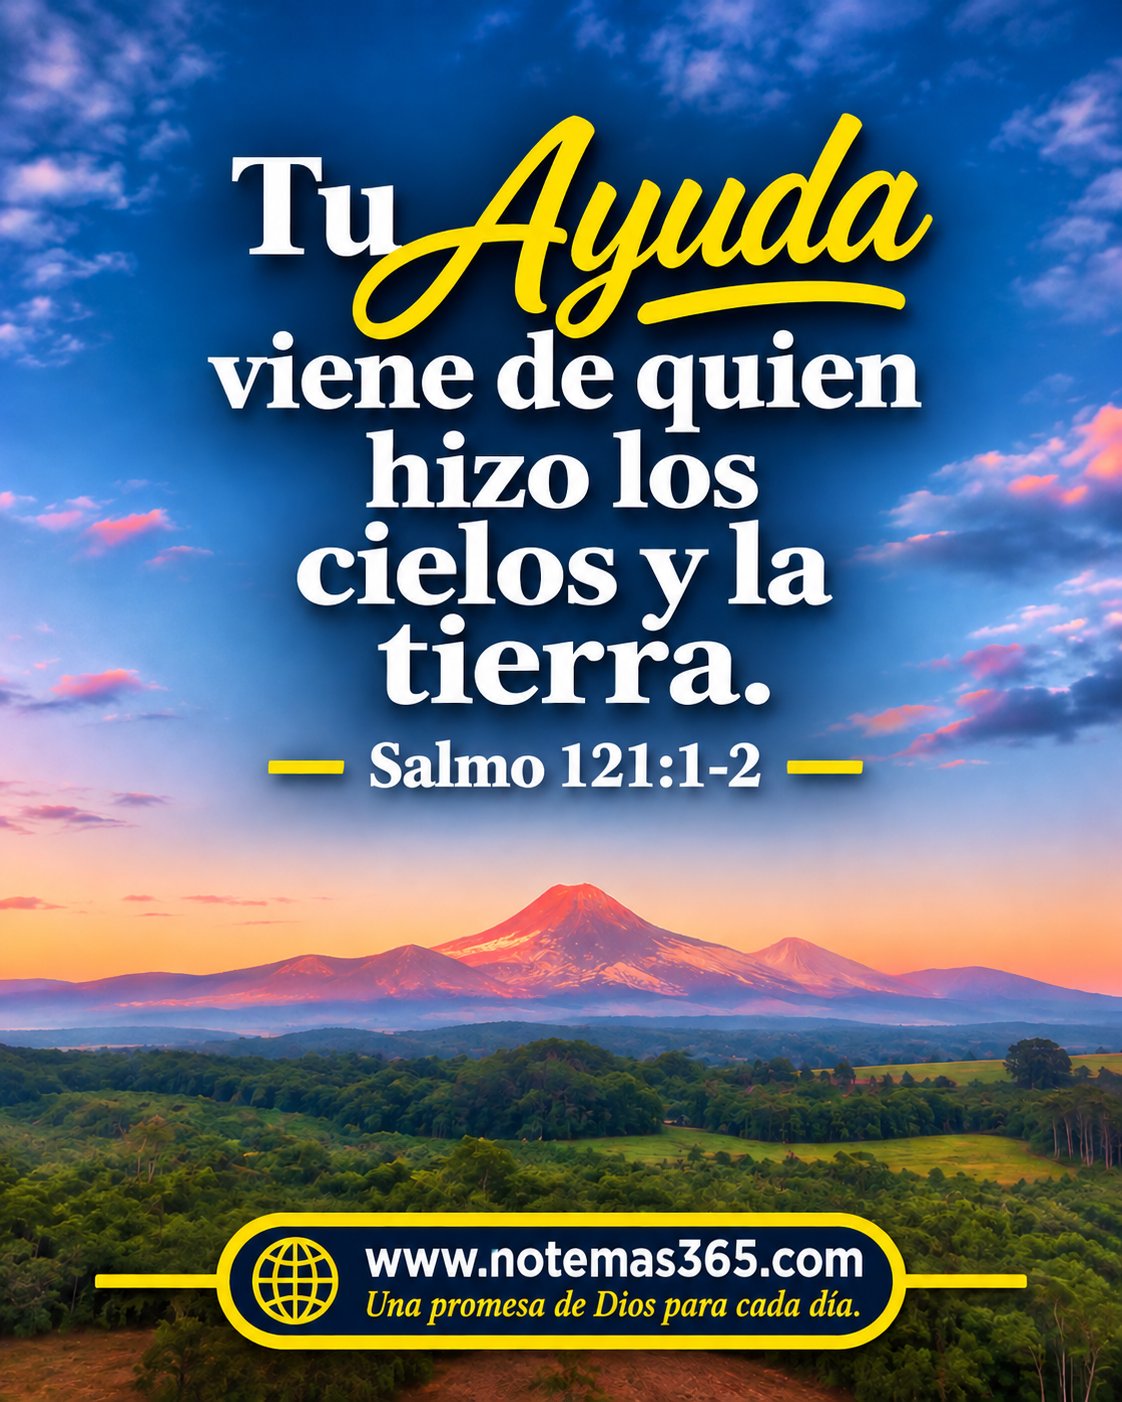 Tu Ayuda
viene de quien
hizo los
cielos y la
tierra.
Salmo 121:1-2
www.notemas365.com
Una promesa de Dios para cada día.